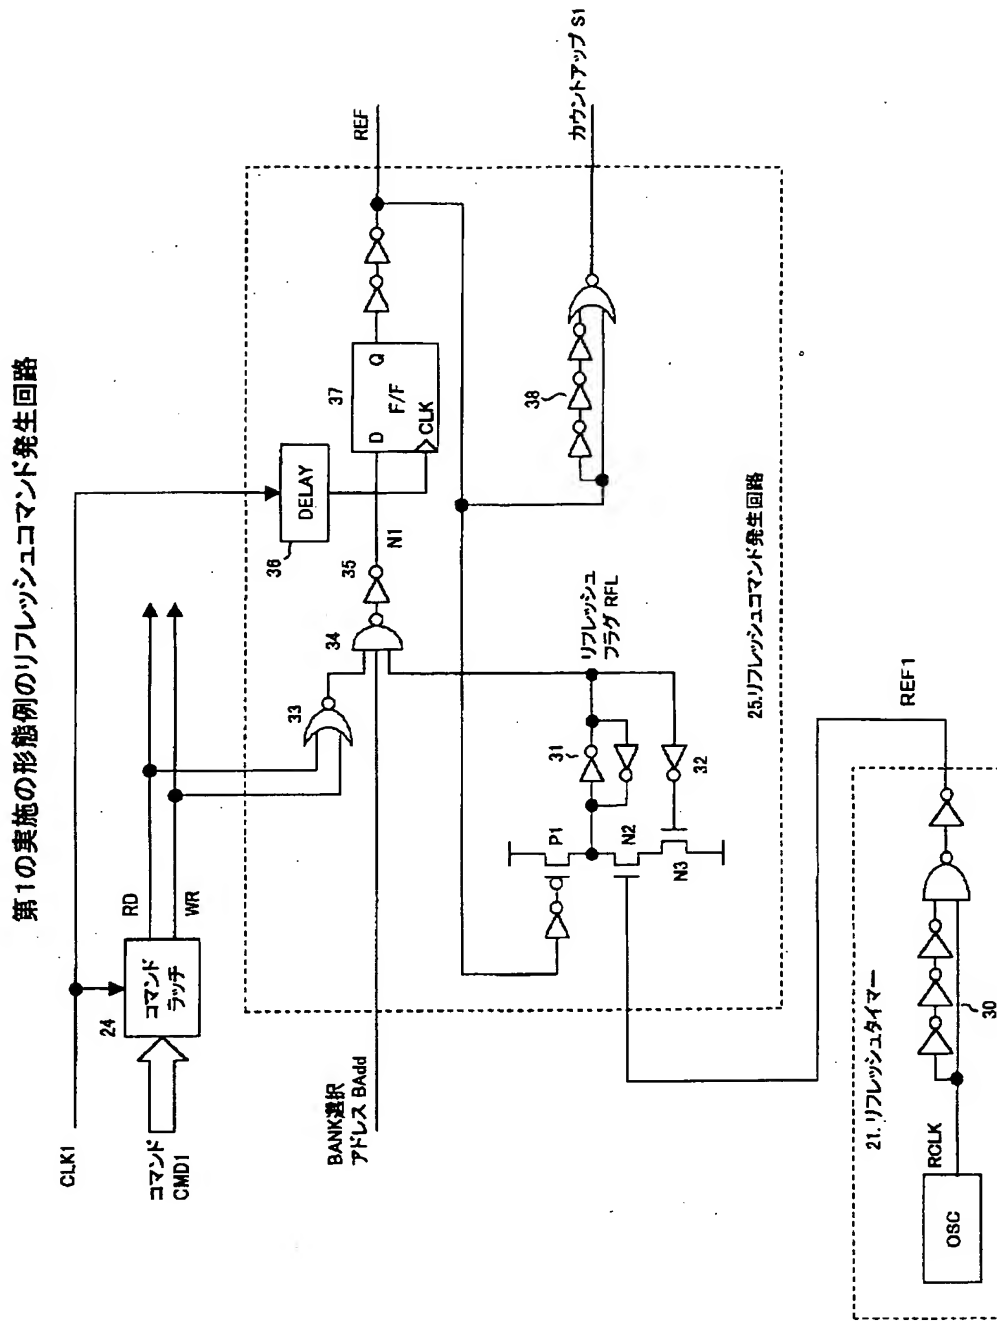 第1の実施の形態例のリフレッシュコマンド発生回路
CLK1
コマンド
CMD1
24
コマンド
ラッチ
RD
WR
BANK選択
アドレス BAdd
33
34
35
N1
36
DELAY
37
D
Q
F/F
CLK
REF
38
カウントアップ S1
リフレッシュ
フラグ RFL
31
32
P1
N2
N3
25.リフレッシュコマンド発生回路
REF1
21. リフレッシュタイマー
OSC
RCLK
30